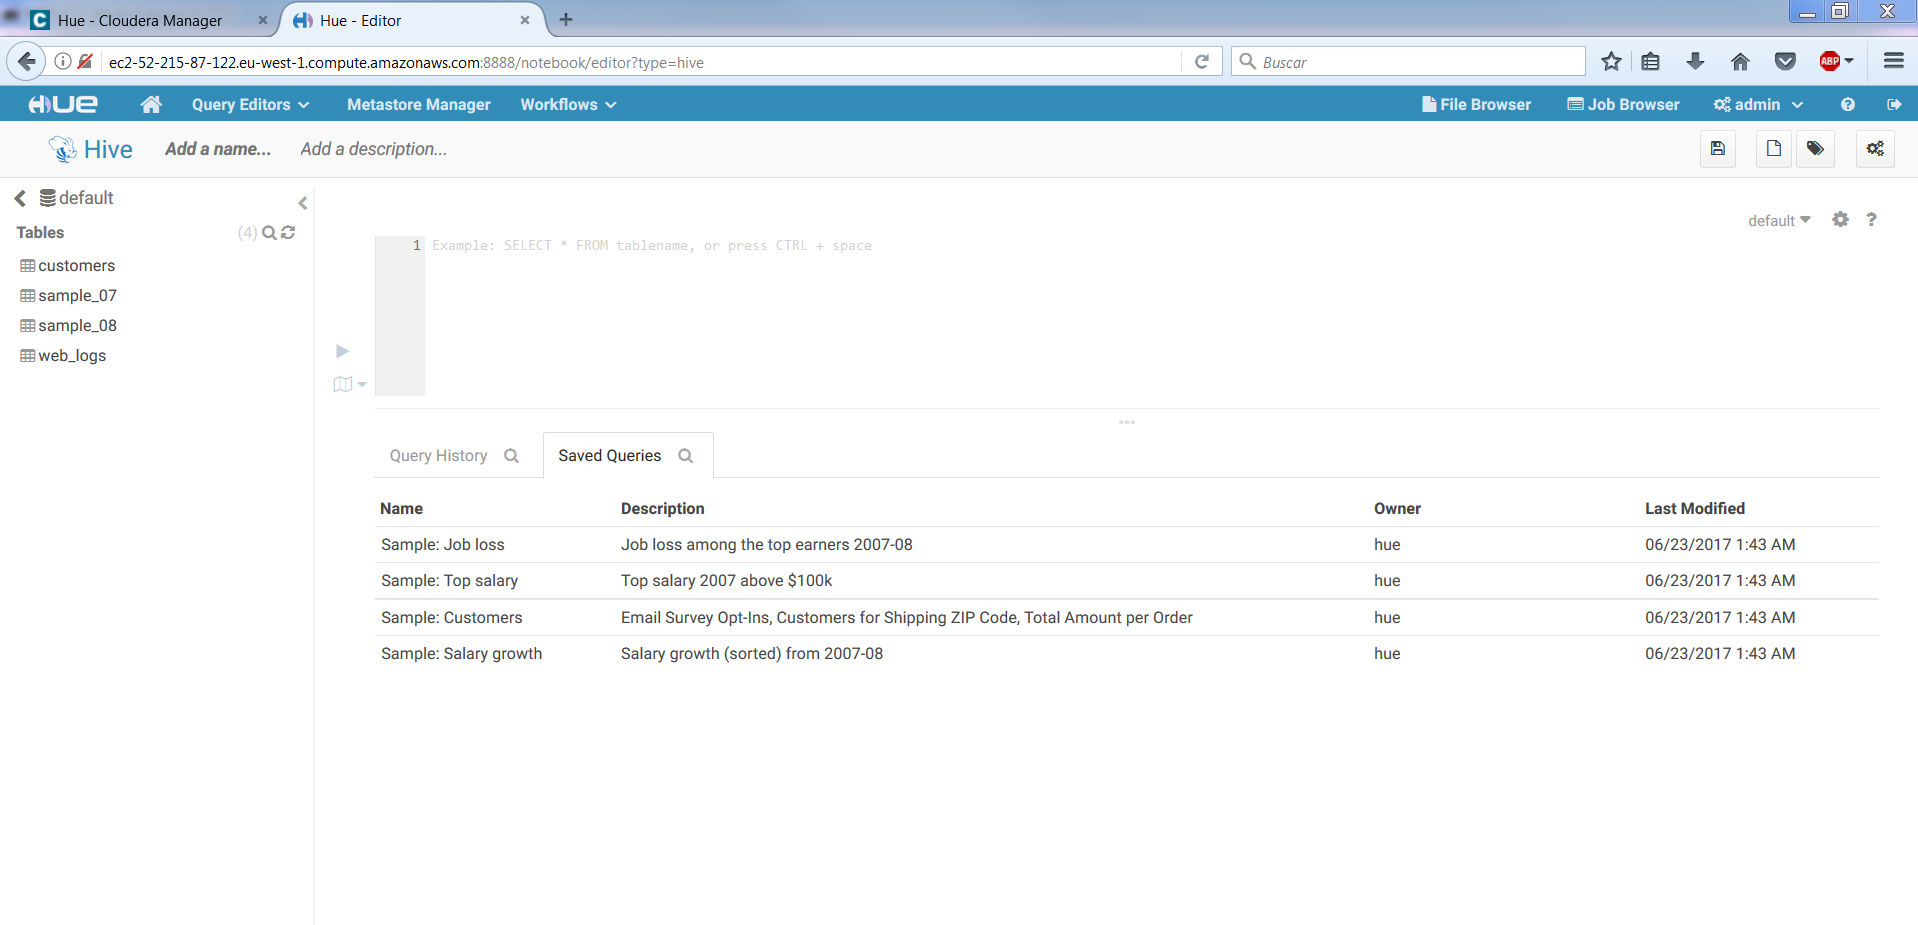 Hue - Cloudera Manager
Hue - Editor
ec2-52-215-87-122.eu-west-1.compute.amazonaws.com:8888/notebook/editor?type=hive
Buscar
ABP
HUE Query Editors Metastore Manager Workflows File Browser Job Browser admin
Hive Add a name... Add a description...
default
Tables (4)
customers
sample_07
sample_08
web_logs
default
1 Example: SELECT * FROM tablename, or press CTRL + space
Query History Saved Queries
Name Description Owner Last Modified
Sample: Job loss Job loss among the top earners 2007-08 hue 06/23/2017 1:43 AM
Sample: Top salary Top salary 2007 above $100k hue 06/23/2017 1:43 AM
Sample: Customers Email Survey Opt-Ins, Customers for Shipping ZIP Code, Total Amount per Order hue 06/23/2017 1:43 AM
Sample: Salary growth Salary growth (sorted) from 2007-08 hue 06/23/2017 1:43 AM